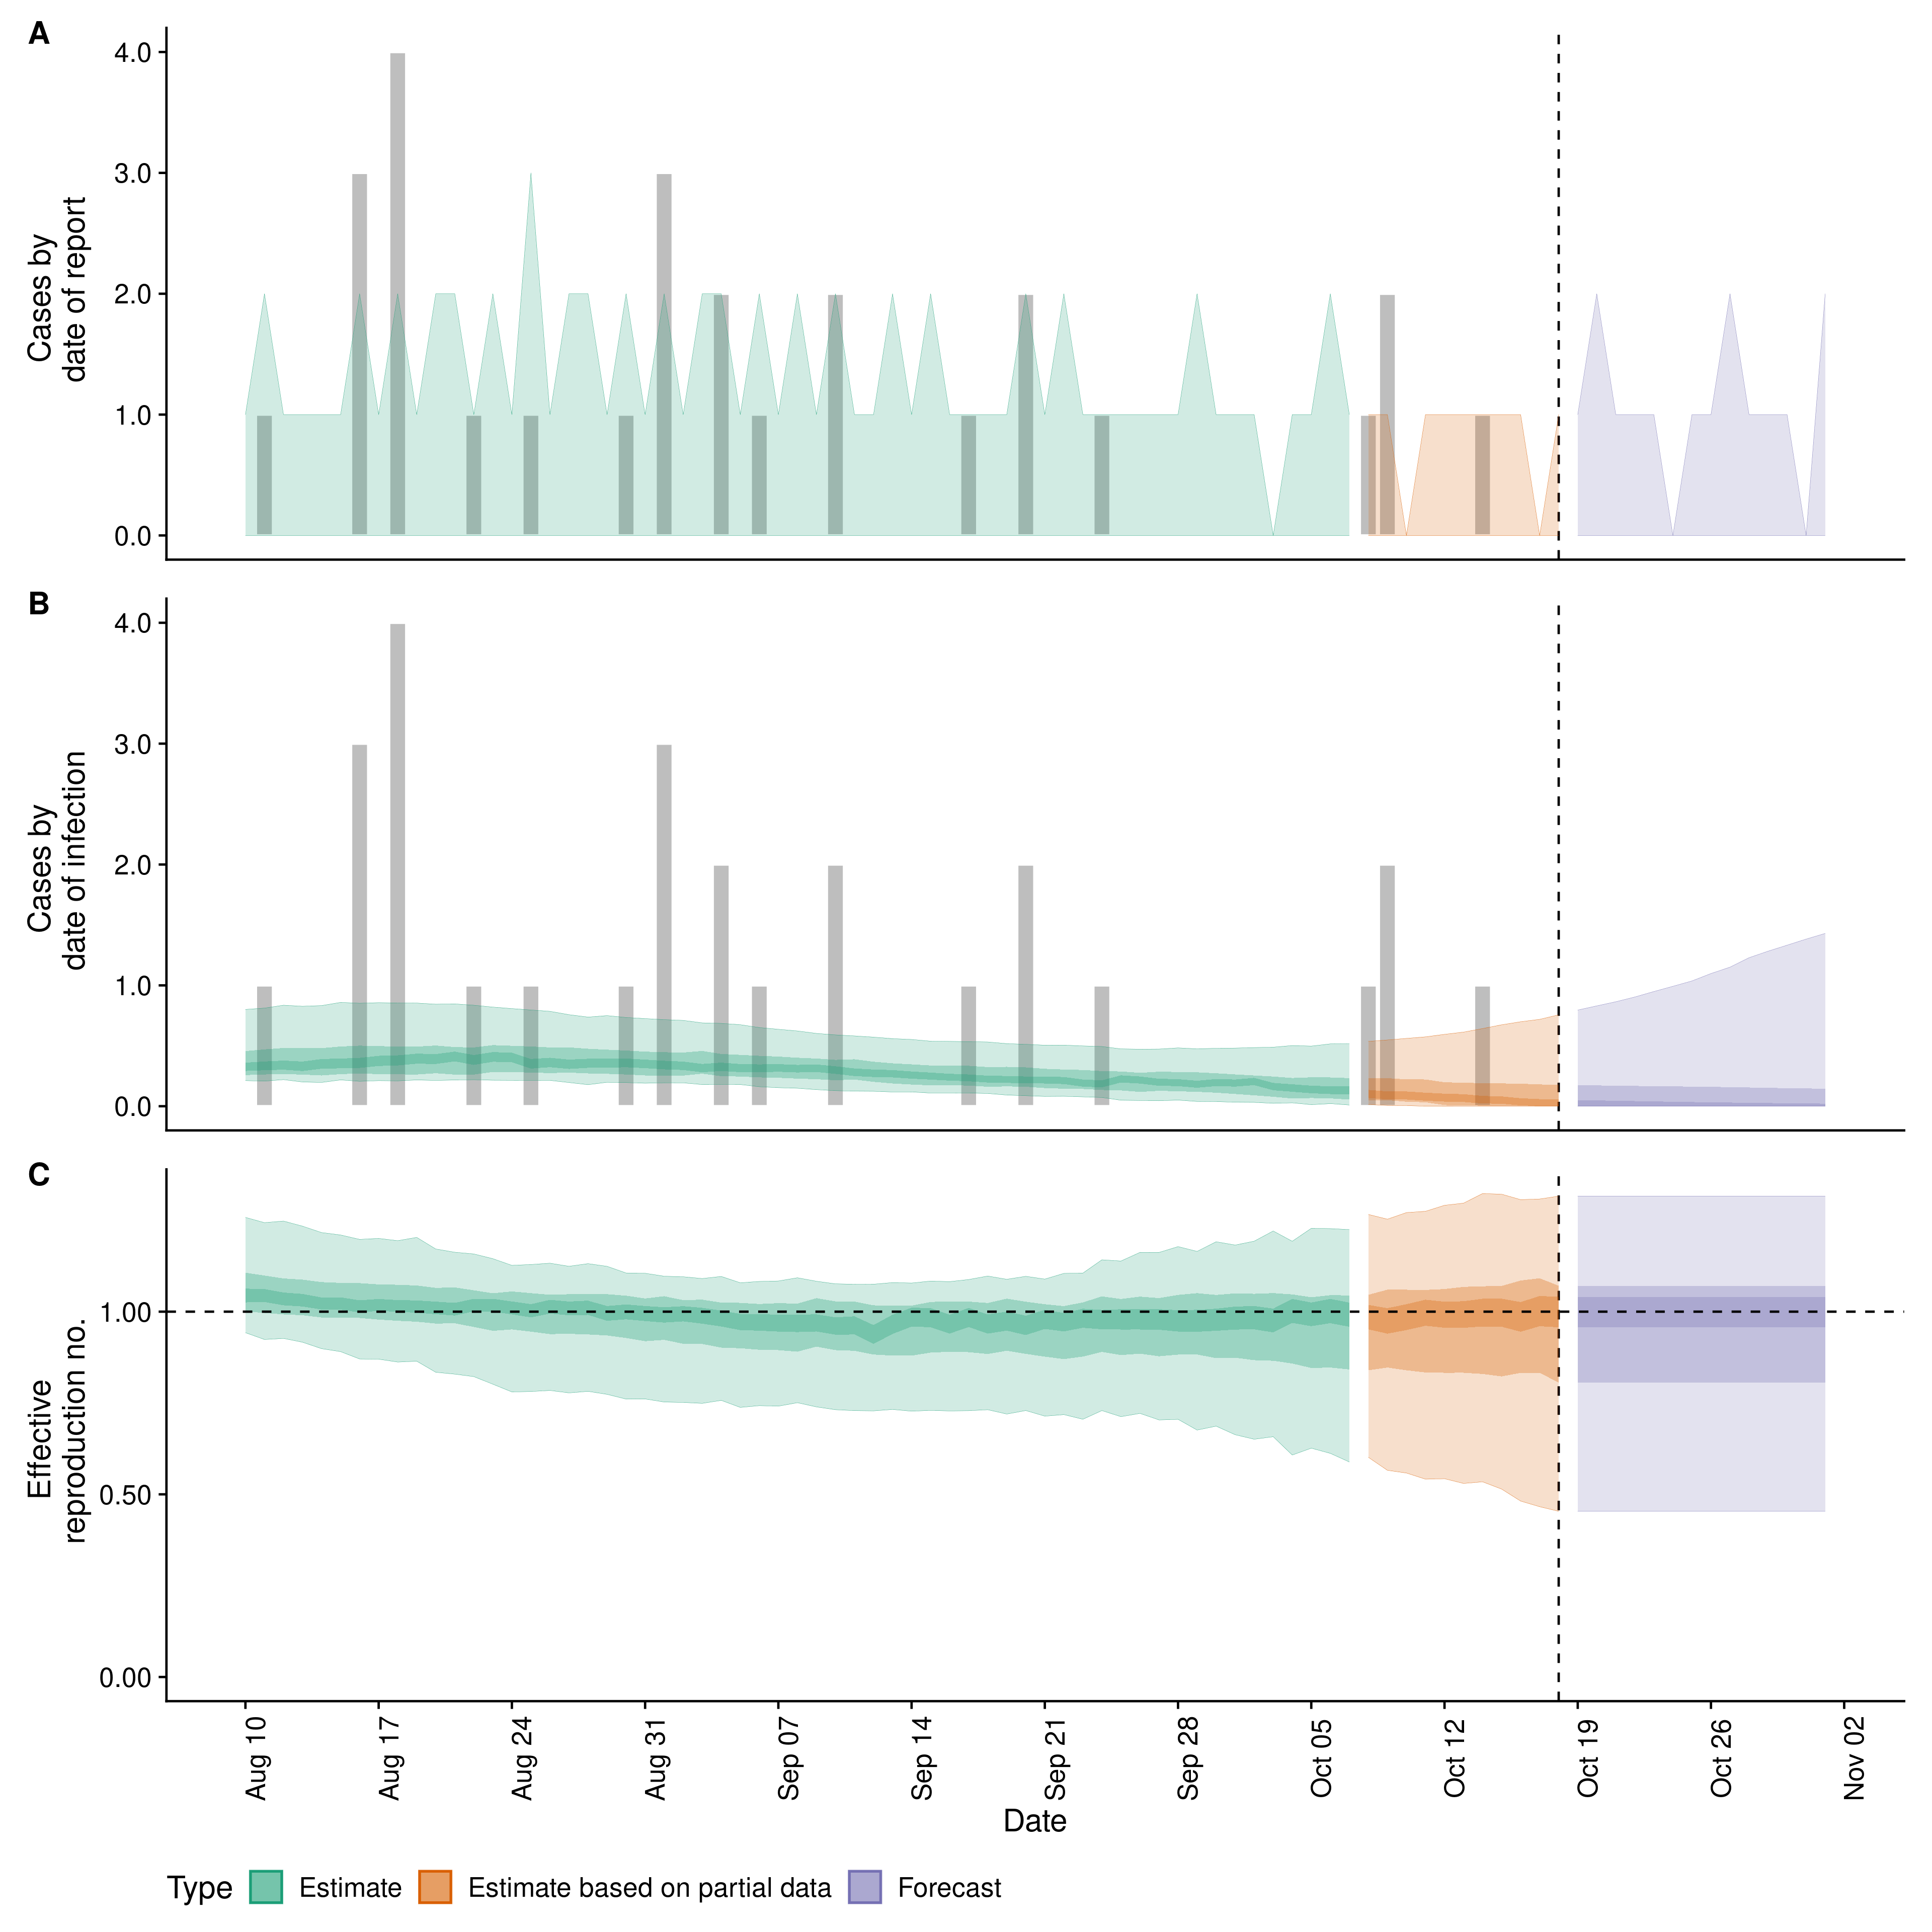 A
4.0
3.0
2.0
1.0
0.0
Cases by
date of report
B
4.0
3.0
2.0
1.0
0.0
Cases by
date of infection
C
1.00
0.50
0.00
Effective
reproduction no.
Aug 10
Aug 17
Aug 24
Aug 31
Sep 07
Sep 14
Sep 21
Sep 28
Oct 05
Oct 12
Oct 19
Oct 26
Nov 02
Date
Type Estimate Estimate based on partial data Forecast